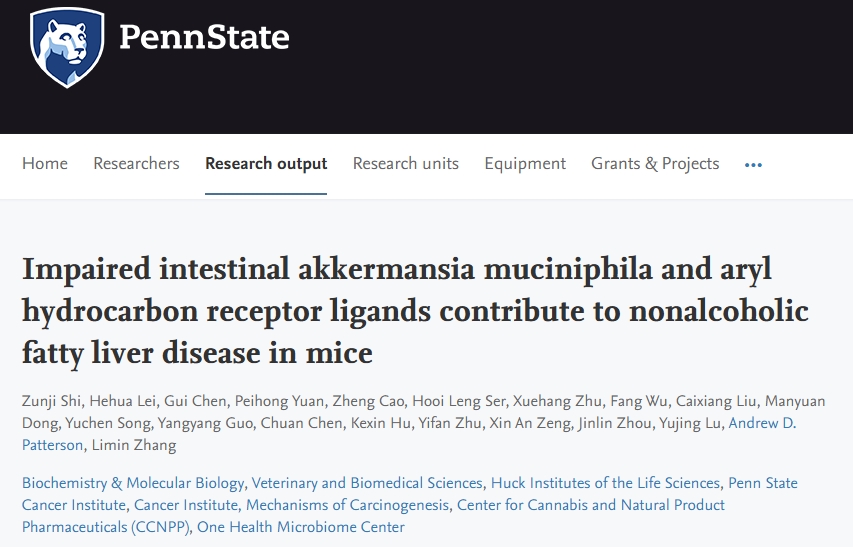 PennState
Home Researchers Research output Research units Equipment Grants & Projects •••
Impaired intestinal akkermansia muciniphila and aryl
hydrocarbon receptor ligands contribute to nonalcoholic
fatty liver disease in mice
Zunji Shi, Hehua Lei, Gui Chen, Peihong Yuan, Zheng Cao, Hooi Leng Ser, Xuehang Zhu, Fang Wu, Caixiang Liu, Manyuan
Dong, Yuchen Song, Yangyang Guo, Chuan Chen, Kexin Hu, Yifan Zhu, Xin An Zeng, Jinlin Zhou, Yujing Lu, Andrew D.
Patterson, Limin Zhang
Biochemistry & Molecular Biology, Veterinary and Biomedical Sciences, Huck Institutes of the Life Sciences, Penn State
Cancer Institute, Cancer Institute, Mechanisms of Carcinogenesis, Center for Cannabis and Natural Product
Pharmaceuticals (CCNPP), One Health Microbiome Center